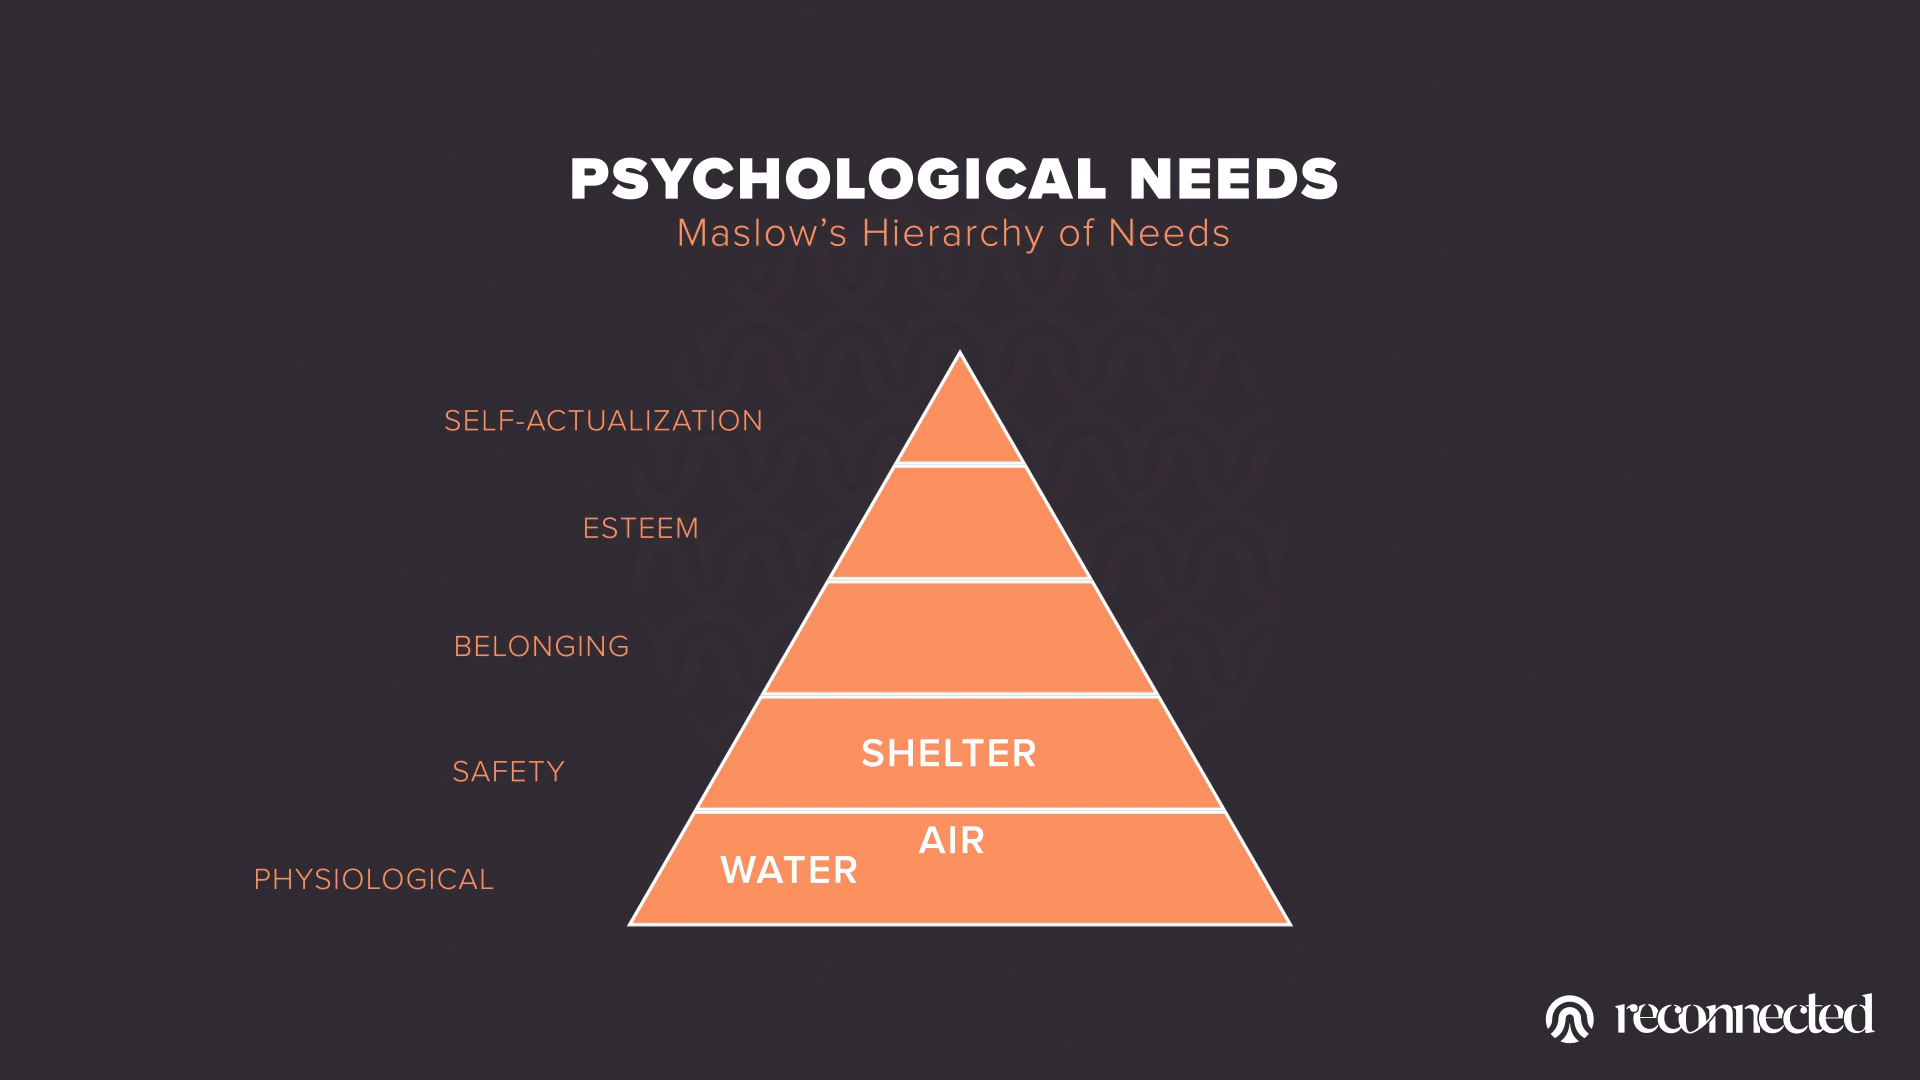 PSYCHOLOGICAL NEEDS
Maslow’s Hierarchy of Needs
SELF-ACTUALIZATION
ESTEEM
BELONGING
SAFETY
SHELTER
PHYSIOLOGICAL
WATER
AIR
reconnected